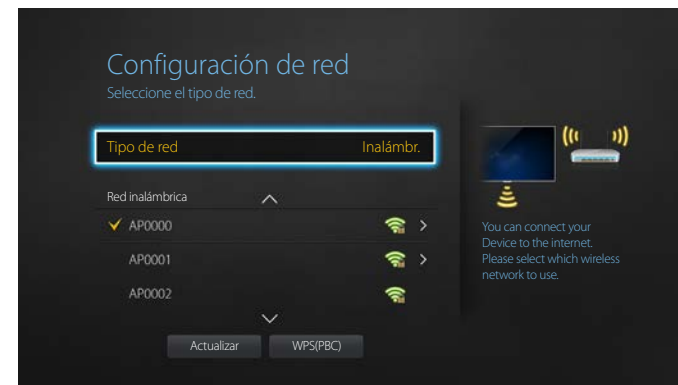 Configuración de red
Seleccione el tipo de red.
Tipo de red Inalámbr.
Red inalámbrica
AP0000
AP0001
AP0002
Actualizar WPS(PBC)
You can connect your
Device to the internet.
Please select which wireless
network to use.